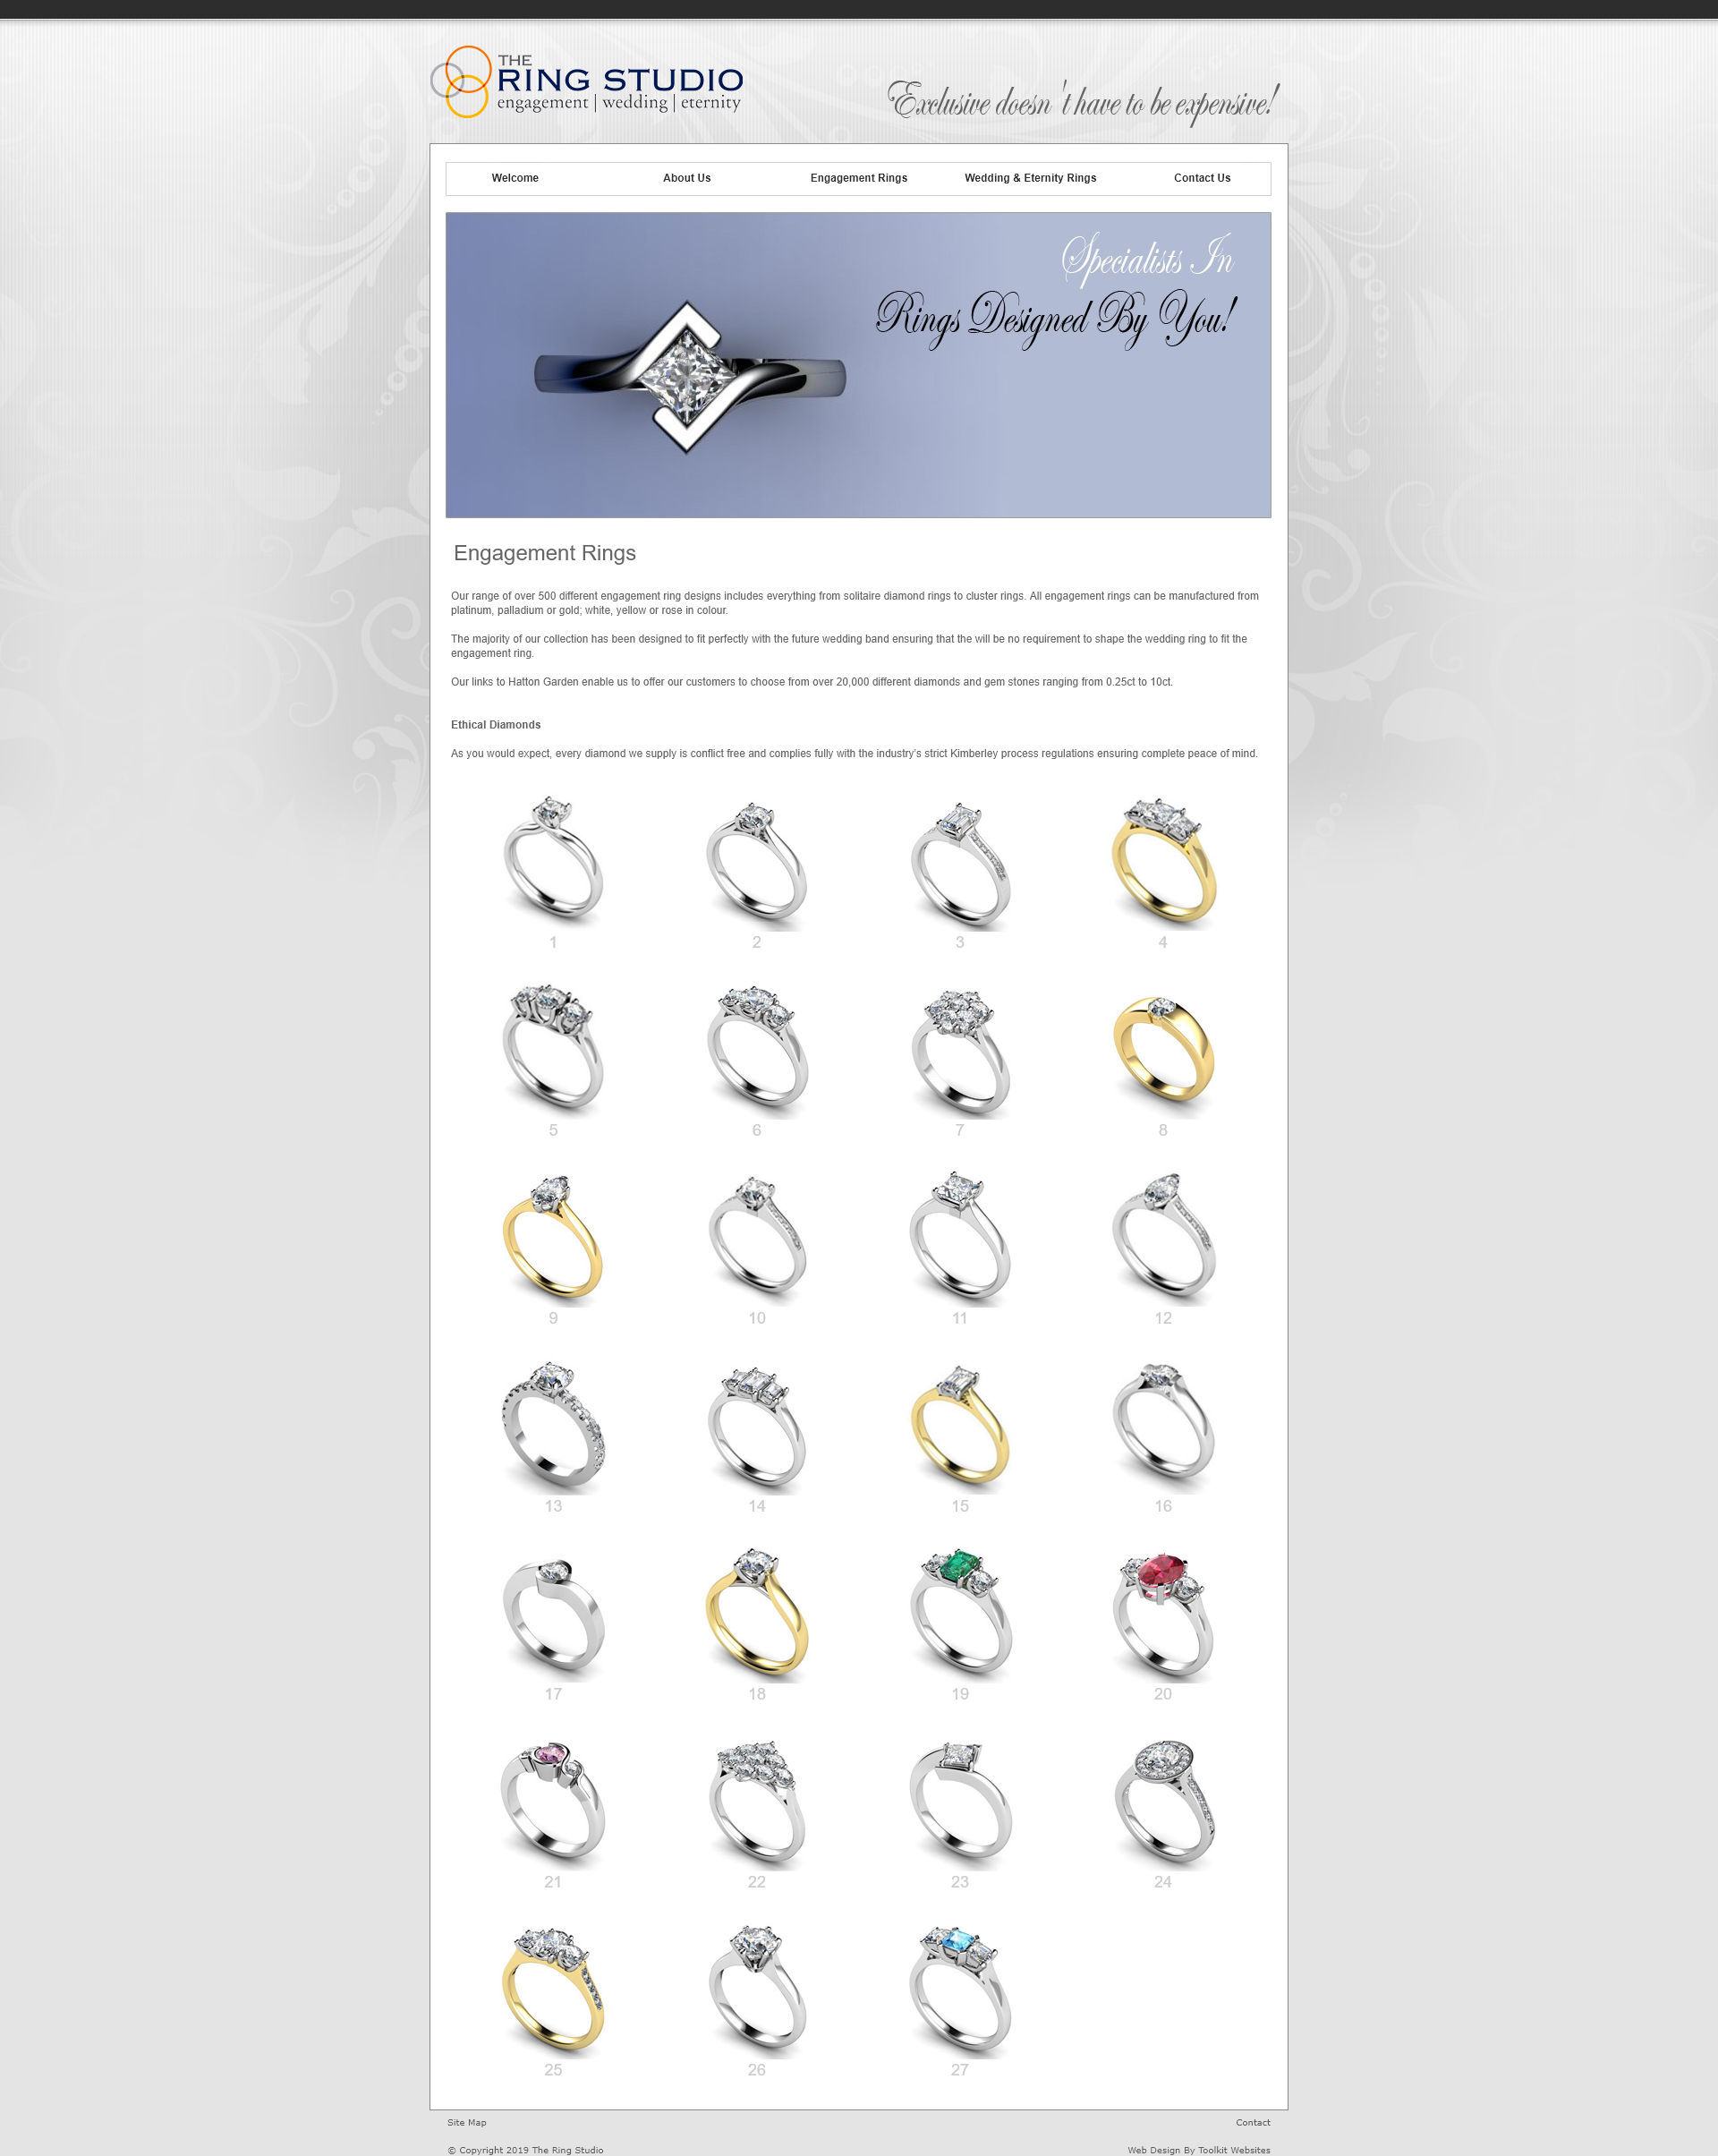 THE
RING STUDIO
engagement | wedding | eternity
Exclusive doesn't have to be expensive!
Welcome About Us Engagement Rings Wedding & Eternity Rings Contact Us
Specialists In
Rings Designed By You!
Engagement Rings
Our range of over 500 different engagement ring designs includes everything from solitaire diamond rings to cluster rings. All engagement rings can be manufactured from
platinum, palladium or gold; white, yellow or rose in colour.
The majority of our collection has been designed to fit perfectly with the future wedding band ensuring that the will be no requirement to shape the wedding ring to fit the
engagement ring.
Our links to Hatton Garden enable us to offer our customers to choose from over 20,000 different diamonds and gem stones ranging from 0.25ct to 10ct.
Ethical Diamonds
As you would expect, every diamond we supply is conflict free and complies fully with the industry's strict Kimberley process regulations ensuring complete peace of mind.
1 2 3 4
5 6 7 8
9 10 11 12
13 14 15 16
17 18 19 20
21 22 23 24
25 26 27
Site Map Contact
© Copyright 2019 The Ring Studio Web Design By Toolkit Websites